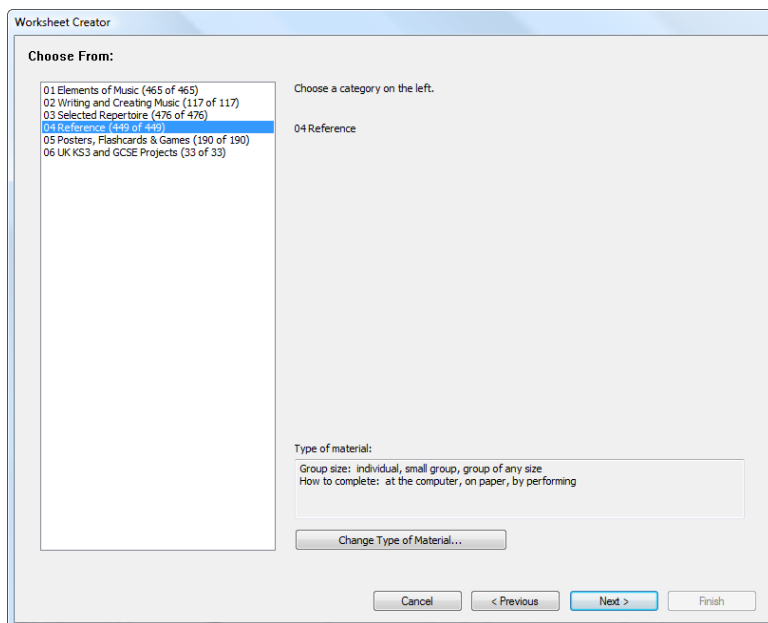 Worksheet Creator
Choose From:
01 Elements of Music (465 of 465)
02 Writing and Creating Music (117 of 117)
03 Selected Repertoire (476 of 476)
04 Reference (449 of 449)
05 Posters, Flashcards & Games (190 of 190)
06 UK KS3 and GCSE Projects (33 of 33)
Choose a category on the left.
04 Reference
Type of material:
Group size: individual, small group, group of any size
How to complete: at the computer, on paper, by performing
Change Type of Material...
Cancel
< Previous
Next >
Finish